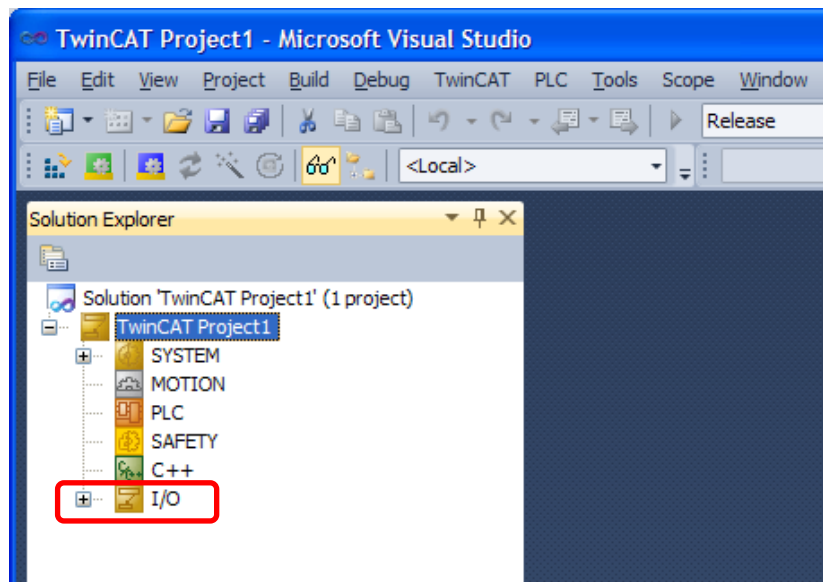 TwinCAT Project1 - Microsoft Visual Studio
File Edit View Project Build Debug TwinCAT PLC Tools Scope Window
Release
<Local>
Solution Explorer
Solution 'TwinCAT Project1' (1 project)
TwinCAT Project1
SYSTEM
MOTION
PLC
SAFETY
C++
I/O